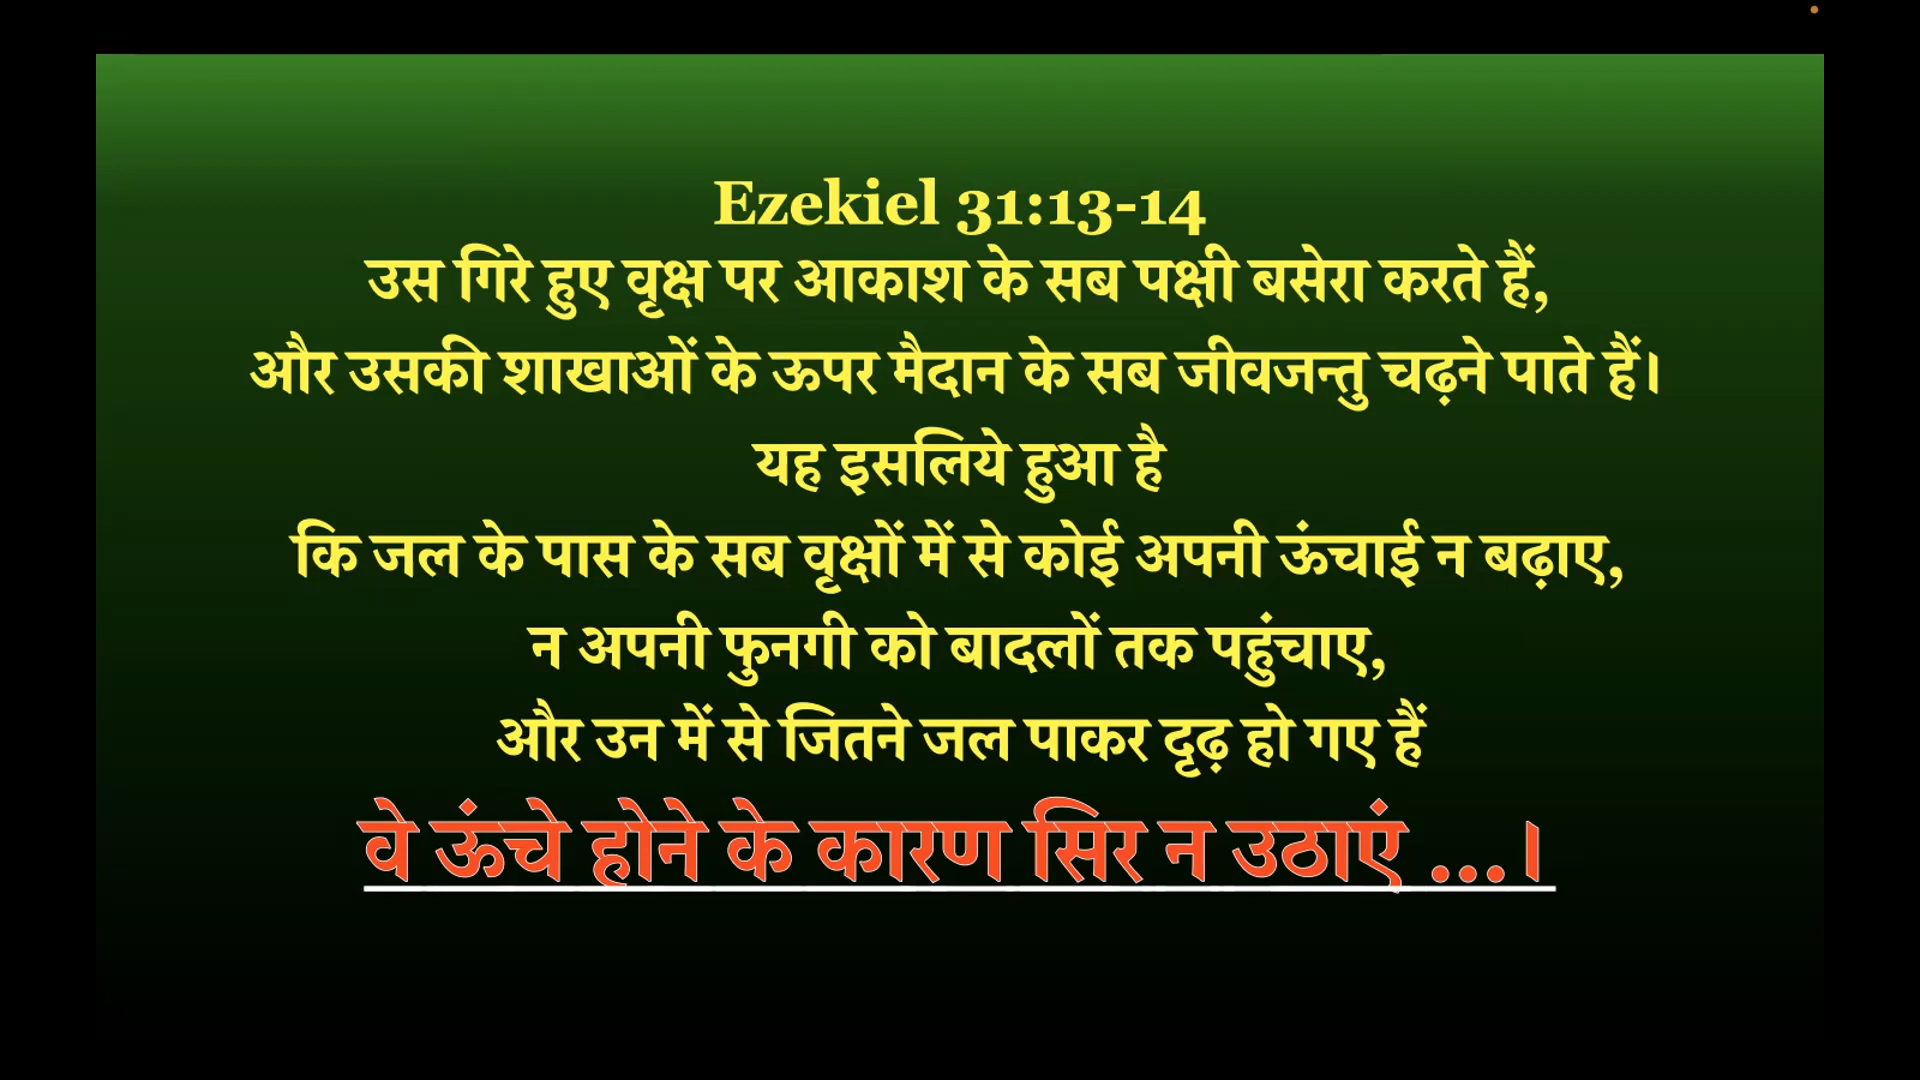 Ezekiel 31:13-14
उस गिरे हुए वृक्ष पर आकाश के सब पक्षी बसेरा करते हैं,
और उसकी शाखाओं के ऊपर मैदान के सब जीवजन्तु चढ़ने पाते हैं।
यह इसलिये हुआ है
कि जल के पास के सब वृक्षों में से कोई अपनी ऊंचाई न बढ़ाए,
न अपनी फुनगी को बादलों तक पहुंचाए,
और उन में से जितने जल पाकर दृढ़ हो गए हैं
वे ऊंचे होने के कारण सिर न उठाएं ...।